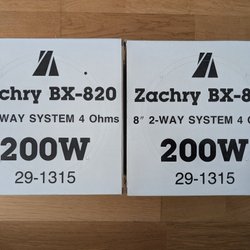 achry BX-820
WAY SYSTEM 4 Ohms
200W
29-1315
Zachry BX-8
8" 2-WAY SYSTEM 4
200W
29-1315